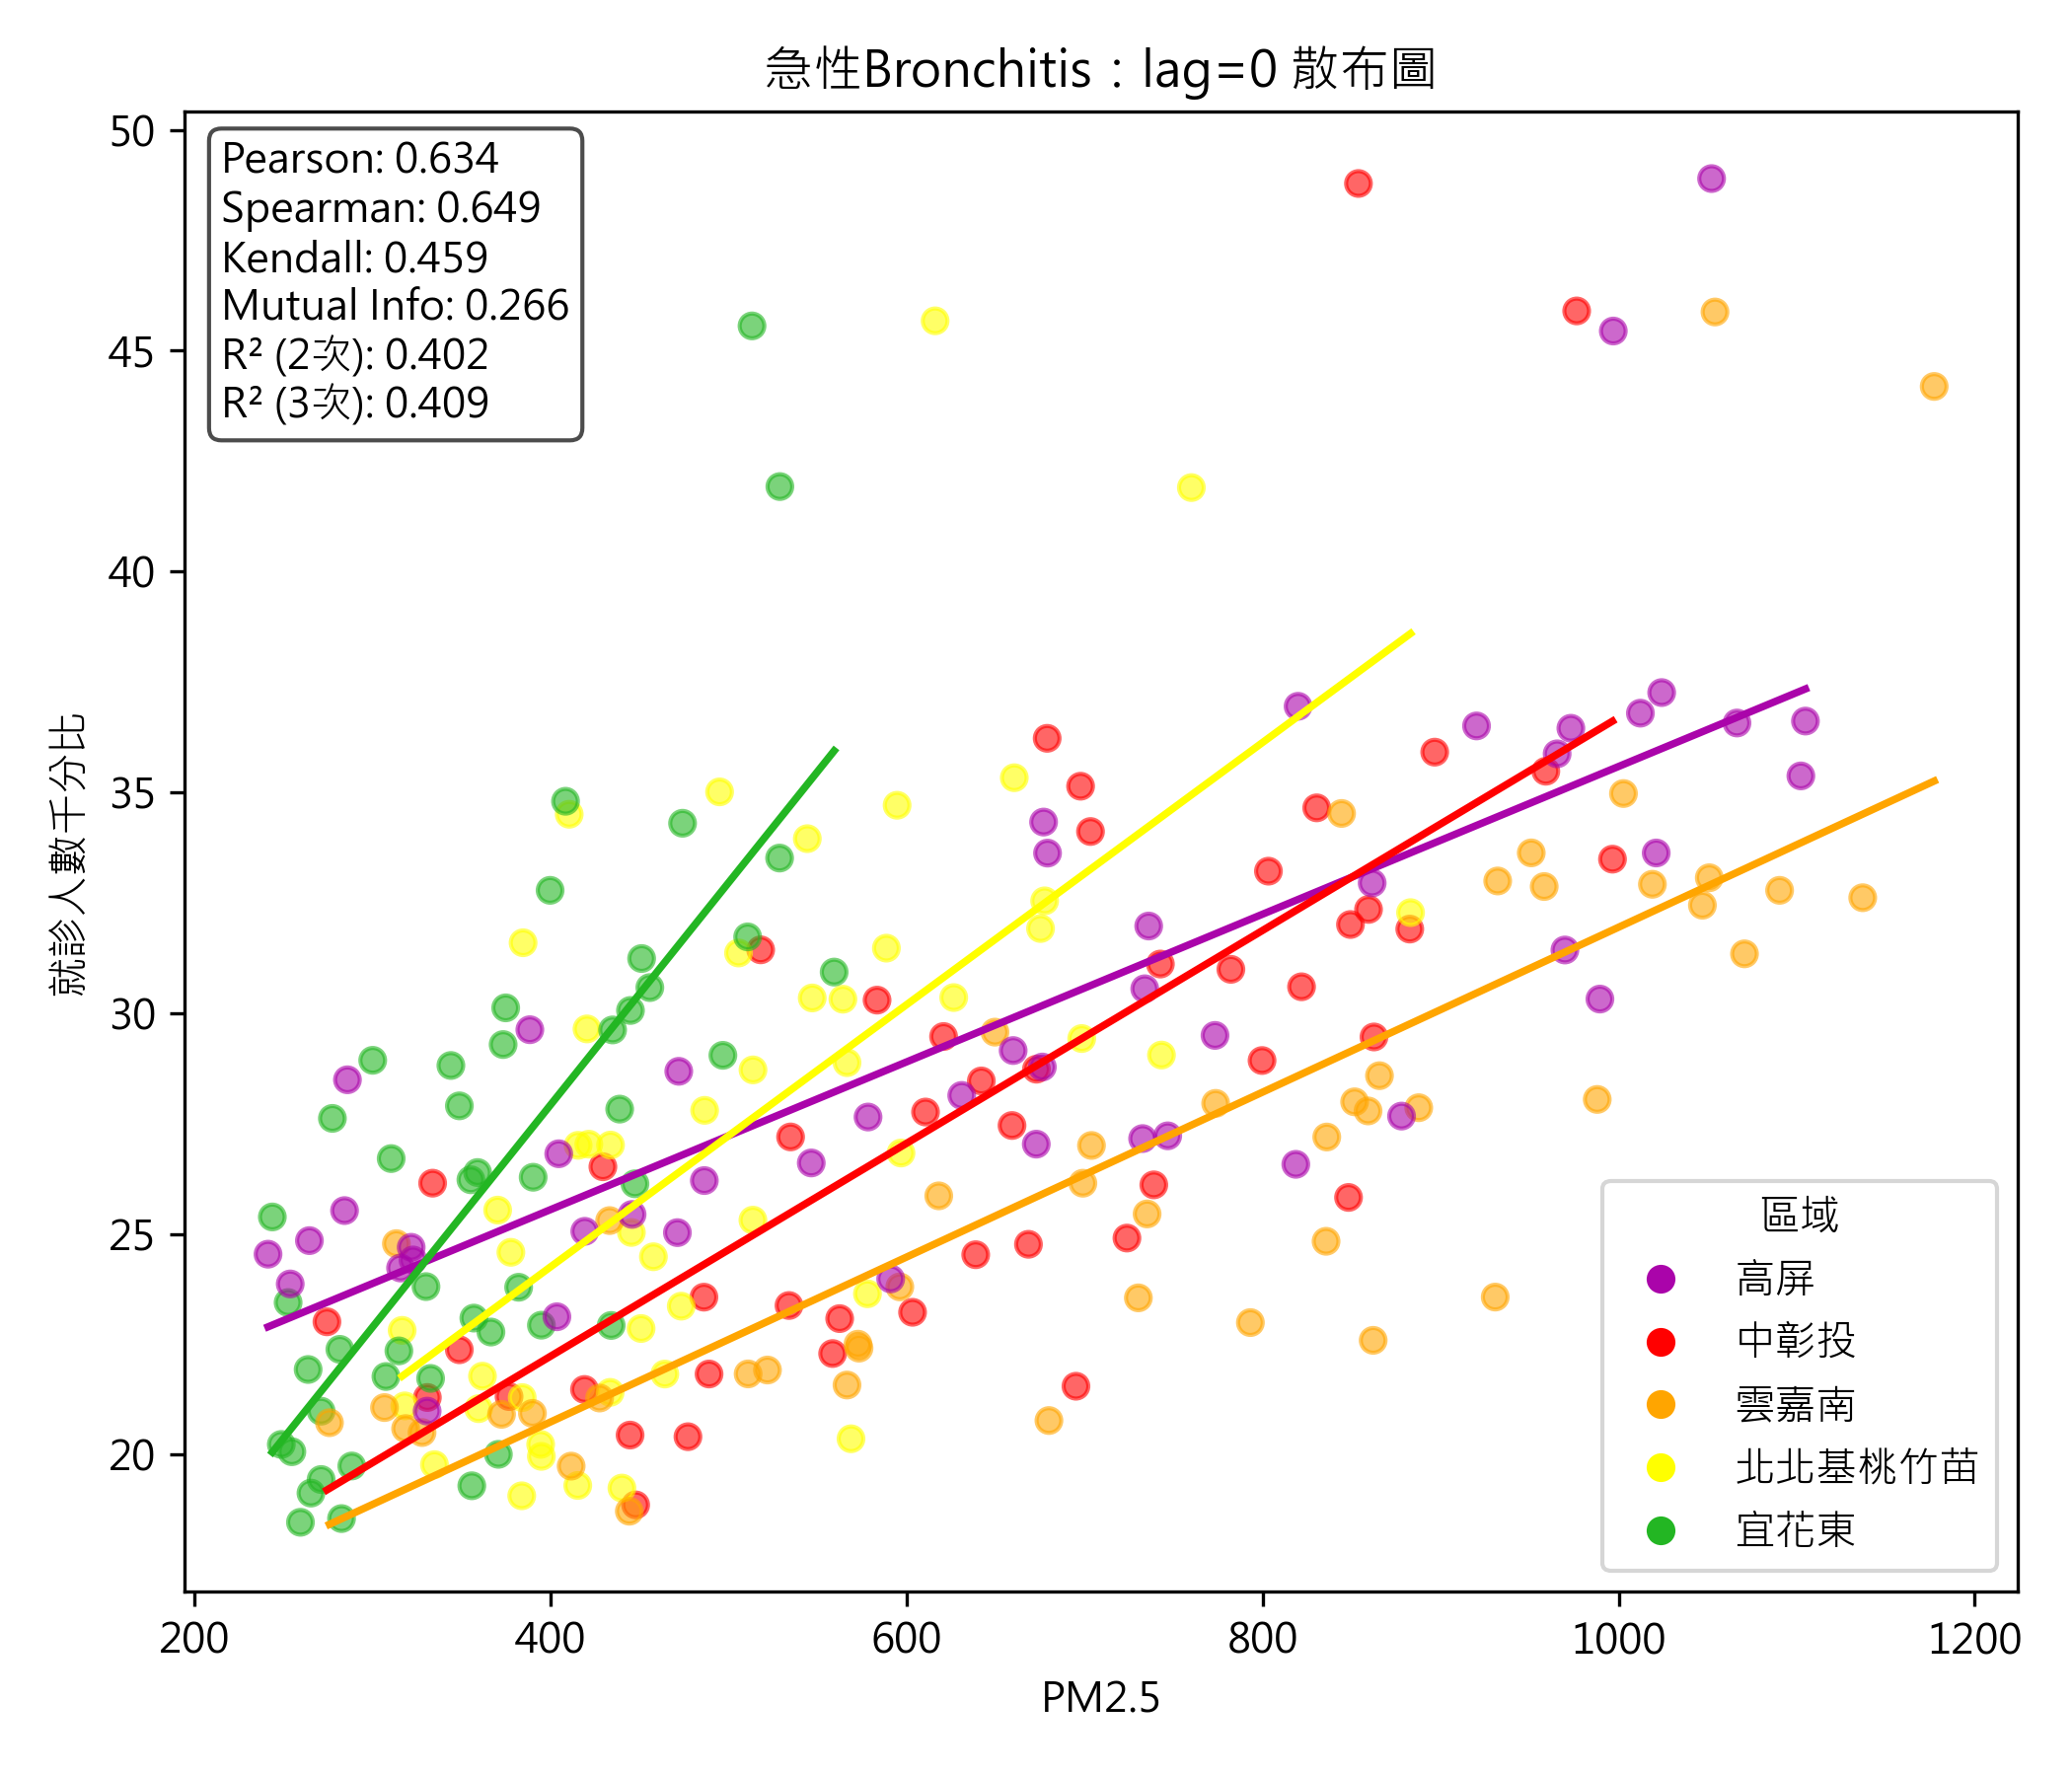 急性Bronchitis：lag=0 散布圖
Pearson: 0.634
Spearman: 0.649
Kendall: 0.459
Mutual Info: 0.266
R² (2次): 0.402
R² (3次): 0.409
就診人數千分比
50
45
40
35
30
25
20
區域
高屏
中彰投
雲嘉南
北北基桃竹苗
宜花東
200
400
600
800
1000
1200
PM2.5